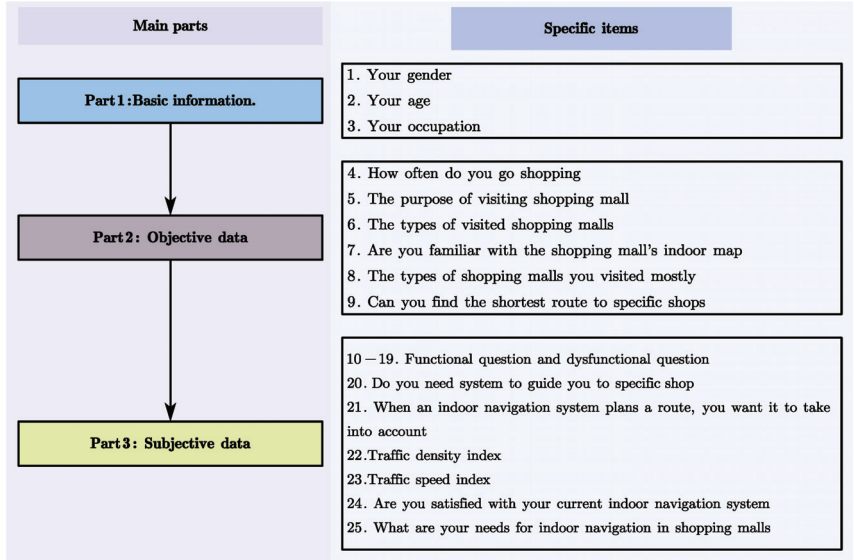 Main parts
Specific items
Part 1 :Basic information.
1. Your gender
2. Your age
3. Your occupation
Part 2 : Objective data
4. How often do you go shopping
5. The purpose of visiting shopping mall
6. The types of visited shopping malls
7. Are you familiar with the shopping mall's indoor map
8. The types of shopping malls you visited mostly
9. Can you find the shortest route to specific shops
Part 3 : Subjective data
10 – 19. Functional question and dysfunctional question
20. Do you need system to guide you to specific shop
21. When an indoor navigation system plans a route, you want it to take
into account
22.Traffic density index
23.Traffic speed index
24. Are you satisfied with your current indoor navigation system
25. What are your needs for indoor navigation in shopping malls